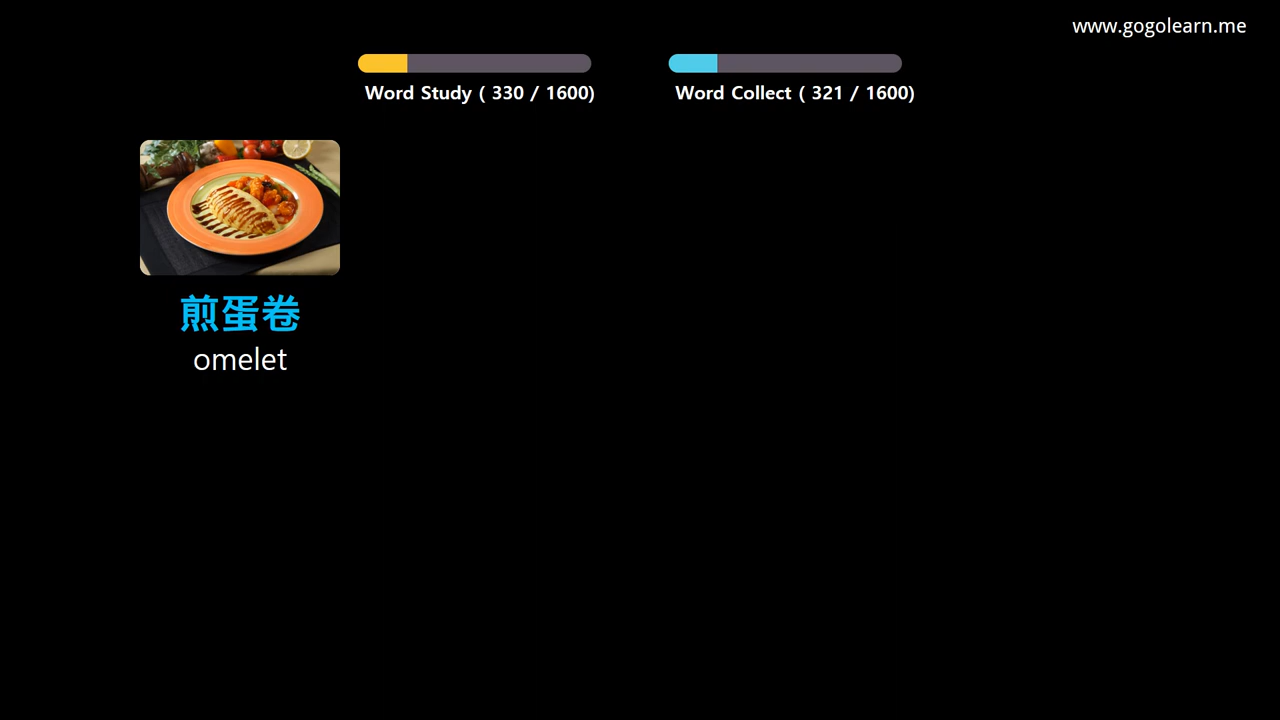 www.gogolearn.me
Word Study ( 330 / 1600)
Word Collect ( 321 / 1600)
煎蛋卷
omelet